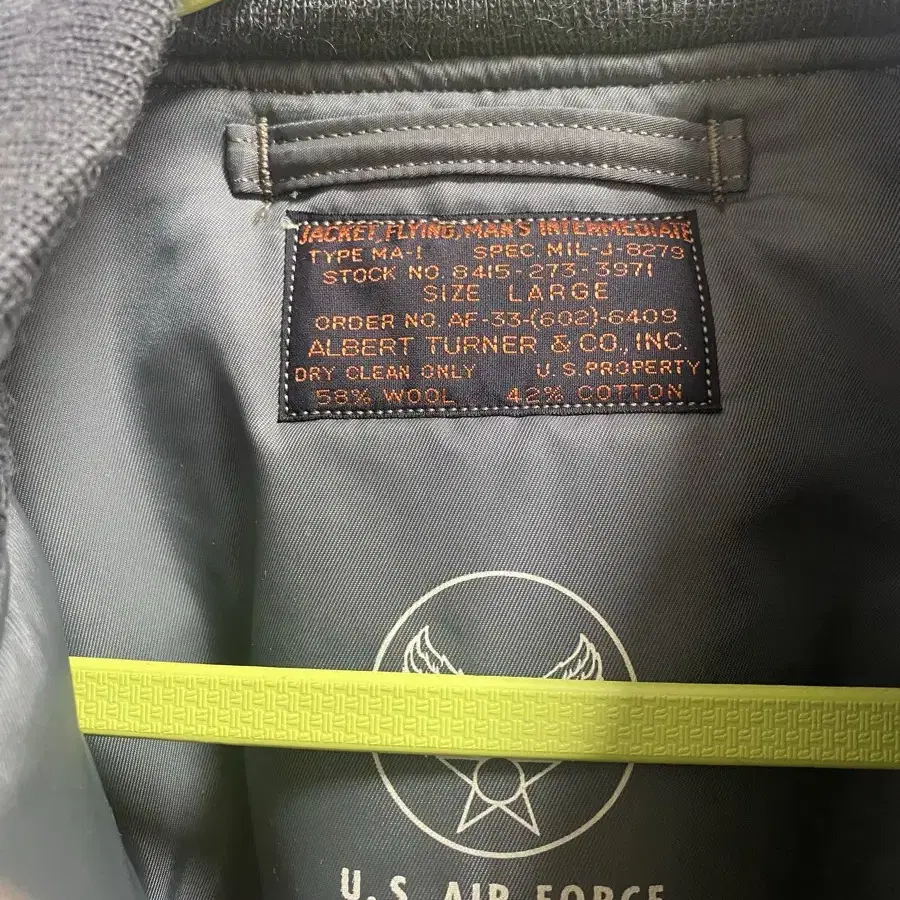 JACKET, FLYING, MAN'S INTERMEDIATE
TYPE MA-1 SPEC. MIL-J-8279
STOCK NO. 8415-273-3971
SIZE LARGE
ORDER NO. AF-33-(602)-6409
ALBERT TURNER & CO., INC.
DRY CLEAN ONLY U.S. PROPERTY
58% WOOL 42% COTTON
U.S. AIR FORCE